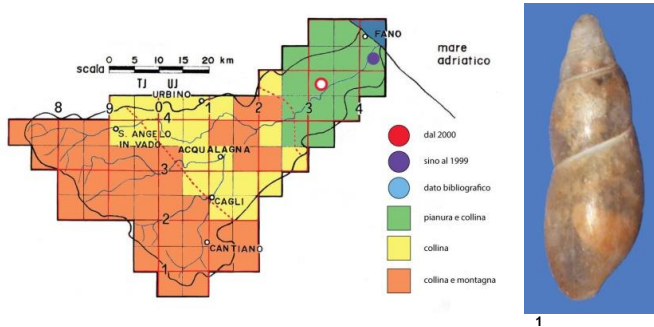 FANO
mare
adriatico
scala
0 5 10 15 20 km
TJ UJ
URBINO
8 9 0 1 2 3 4
4
S. ANGELO
IN VADO
ACQUALAGNA
3
CAGLI
2
CANTIANO
1
dal 2000
sino al 1999
dato bibliografico
pianura e collina
collina
collina e montagna
1